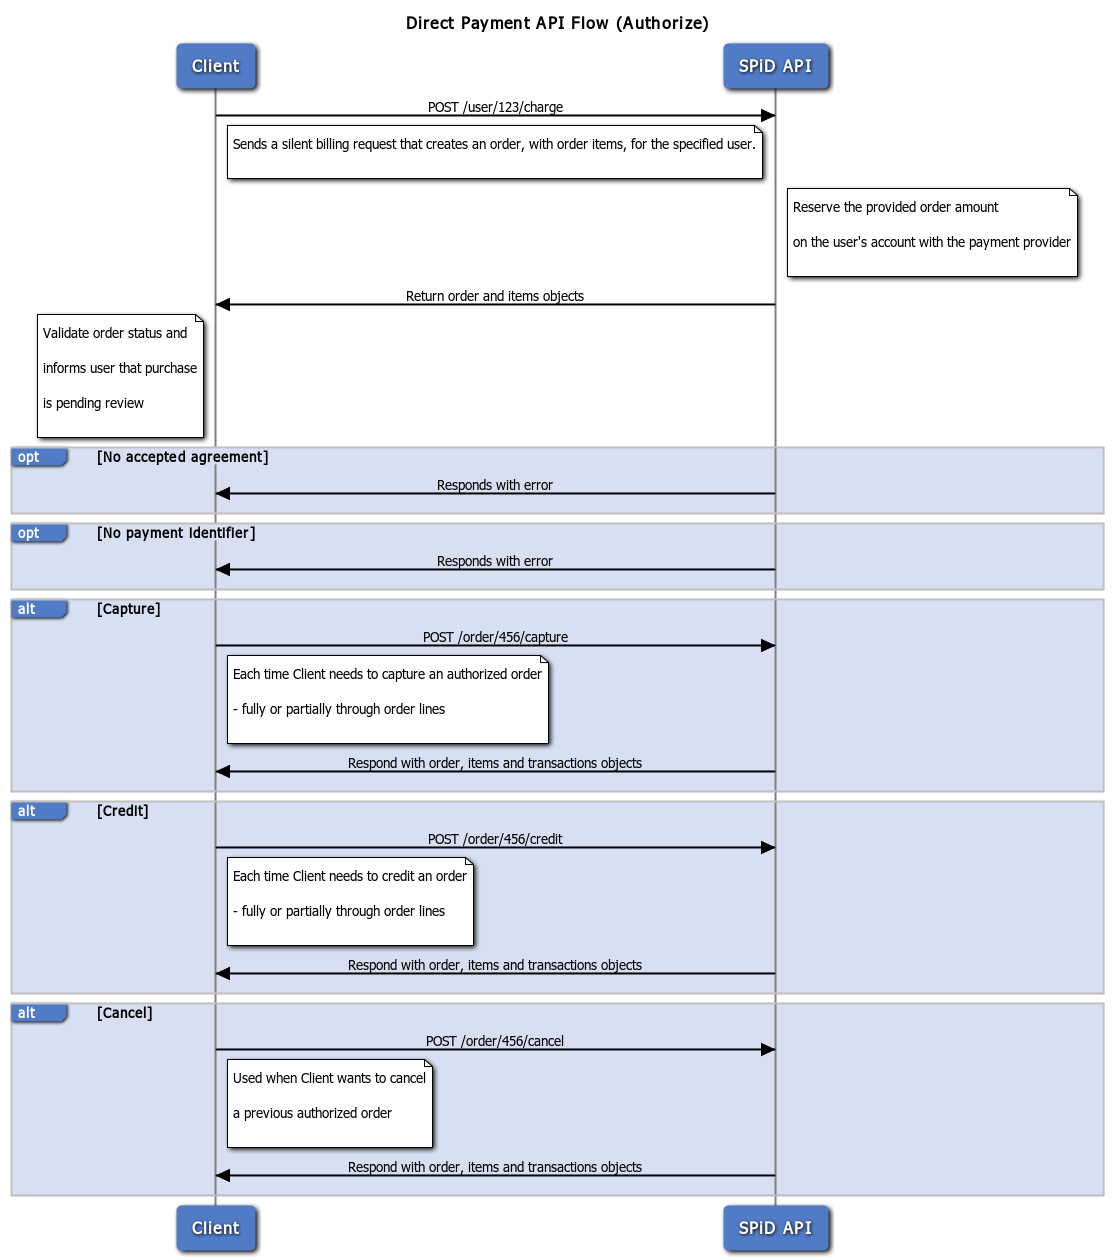 Direct Payment API Flow (Authorize)
Client
SPiD API
POST /user/123/charge
Sends a silent billing request that creates an order, with order items, for the specified user.
Reserve the provided order amount
on the user's account with the payment provider
Return order and items objects
Validate order status and
informs user that purchase
is pending review
opt [No accepted agreement]
Responds with error
opt [No payment identifier]
Responds with error
alt [Capture]
POST /order/456/capture
Each time Client needs to capture an authorized order
- fully or partially through order lines
Respond with order, items and transactions objects
alt [Credit]
POST /order/456/credit
Each time Client needs to credit an order
- fully or partially through order lines
Respond with order, items and transactions objects
alt [Cancel]
POST /order/456/cancel
Used when Client wants to cancel
a previous authorized order
Respond with order, items and transactions objects
Client
SPiD API